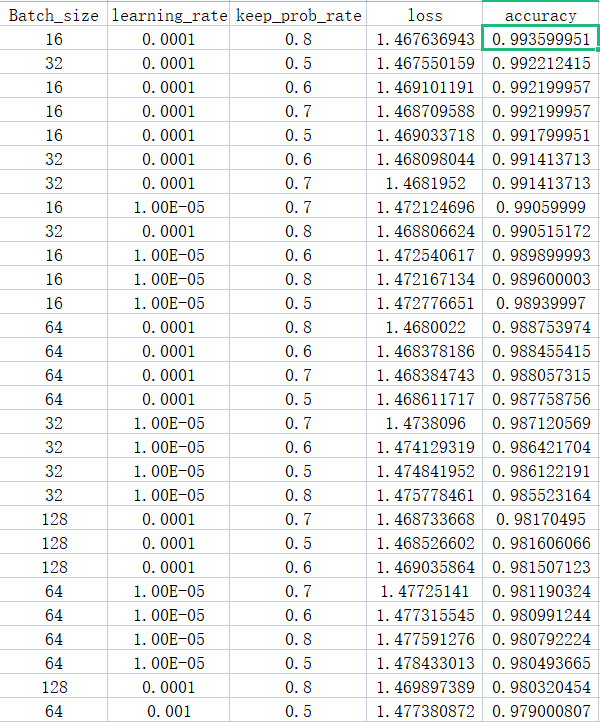 Batch_size learning_rate keep_prob_rate loss accuracy
16 0.0001 0.8 1.467636943 0.993599951
32 0.0001 0.5 1.467550159 0.992212415
16 0.0001 0.6 1.469101191 0.992199957
16 0.0001 0.7 1.468709588 0.992199957
16 0.0001 0.5 1.469033718 0.991799951
32 0.0001 0.6 1.468098044 0.991413713
32 0.0001 0.7 1.4681952 0.991413713
16 1.00E-05 0.7 1.472124696 0.99059999
32 0.0001 0.8 1.468806624 0.990515172
16 1.00E-05 0.6 1.472540617 0.989899993
16 1.00E-05 0.8 1.472167134 0.989600003
16 1.00E-05 0.5 1.472776651 0.98939997
64 0.0001 0.8 1.4680022 0.988753974
64 0.0001 0.6 1.468378186 0.988455415
64 0.0001 0.7 1.468384743 0.988057315
64 0.0001 0.5 1.468611717 0.987758756
32 1.00E-05 0.7 1.4738096 0.987120569
32 1.00E-05 0.6 1.474129319 0.986421704
32 1.00E-05 0.5 1.474841952 0.986122191
32 1.00E-05 0.8 1.475778461 0.985523164
128 0.0001 0.7 1.468733668 0.98170495
128 0.0001 0.5 1.468526602 0.981606066
128 0.0001 0.6 1.469035864 0.981507123
64 1.00E-05 0.7 1.47725141 0.981190324
64 1.00E-05 0.6 1.477315545 0.980991244
64 1.00E-05 0.8 1.477591276 0.980792224
64 1.00E-05 0.5 1.478433013 0.980493665
128 0.0001 0.8 1.469897389 0.980320454
64 0.001 0.5 1.477380872 0.979000807